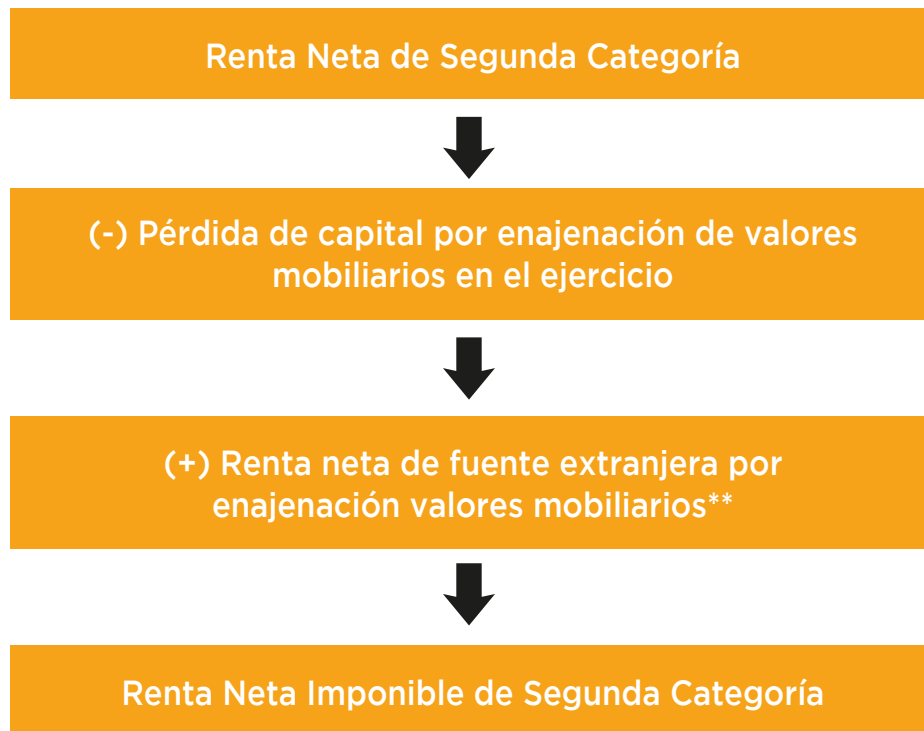 Renta Neta de Segunda Categoría
(-) Pérdida de capital por enajenación de valores
mobiliarios en el ejercicio
(+) Renta neta de fuente extranjera por
enajenación valores mobiliarios**
Renta Neta Imponible de Segunda Categoría